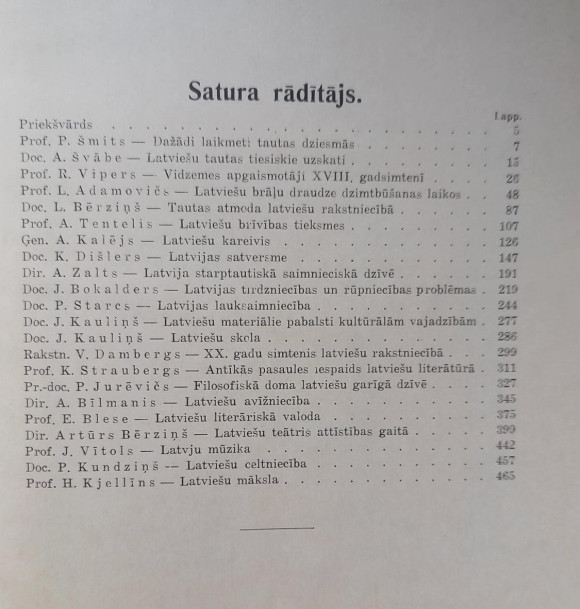 Satura rādītājs.
Lapp.
Priekšvārds . . . . . . . . . . . . . . . . . 5
Prof. P. Šmits — Dažādi laikmeti tautas dziesmās . . . . . . 7
Doc. A. Švābe — Latviešu tautas tiesiskie uzskati . . . . . . 15
Prof. R. Vipers — Vidzemes apgaismotāji XVIII, gadsimtenī . . . 26
Prof. L. Adamovičs — Latviešu brāļu draudze dzimtbūšanas laikos . . 48
Doc. L. Bērziņš — Tautas atmoda latviešu rakstniecībā . . . . 87
Prof. A. Tentelis — Latviešu brīvības tieksmes . . . . . . 107
Ģen. A. Kalējs — Latviešu kareivis . . . . . . . . . 126
Doc. K. Dišlers — Latvijas satversme . . . . . . . . . 147
Dir. A. Zalts — Latvija starptautiskā saimnieciskā dzīvē . . . . 191
Doc. J. Bokalders — Latvijas tirdzniecības un rūpniecības problēmas . 219
Doc. P. Starcs — Latvijas lauksaimniecība . . . . . . . 244
Doc. J. Kauliņš — Latviešu materiālie pabalsti kultūrālām vajadzībām . 277
Doc. J. Kauliņš — Latviešu skola . . . . . . . . . . 286
Rakstn. V. Dambergs — XX. gadu simtenis latviešu rakstniecībā . . 299
Prof. K. Straubergs — Antīkās pasaules iespaids latviešu literātūrā . 311
Pr.-doc. P. Jurēvičs — Filosofiskā doma latviešu garīgā dzīvē . . . 327
Dir. A. Bīlmanis — Latviešu avīžniecība . . . . . . . . 345
Prof. E. Blese — Latviešu literāriskā valoda . . . . . . . 375
Dir. Artūrs Bērziņš — Latviešu teātris attīstības gaitā . . . . 399
Prof. J. Vītols — Latvju mūzika . . . . . . . . . . 442
Doc. P. Kundziņš — Latviešu celtniecība . . . . . . . . 457
Prof. H. Kjellīns — Latviešu māksla . . . . . . . . . 465